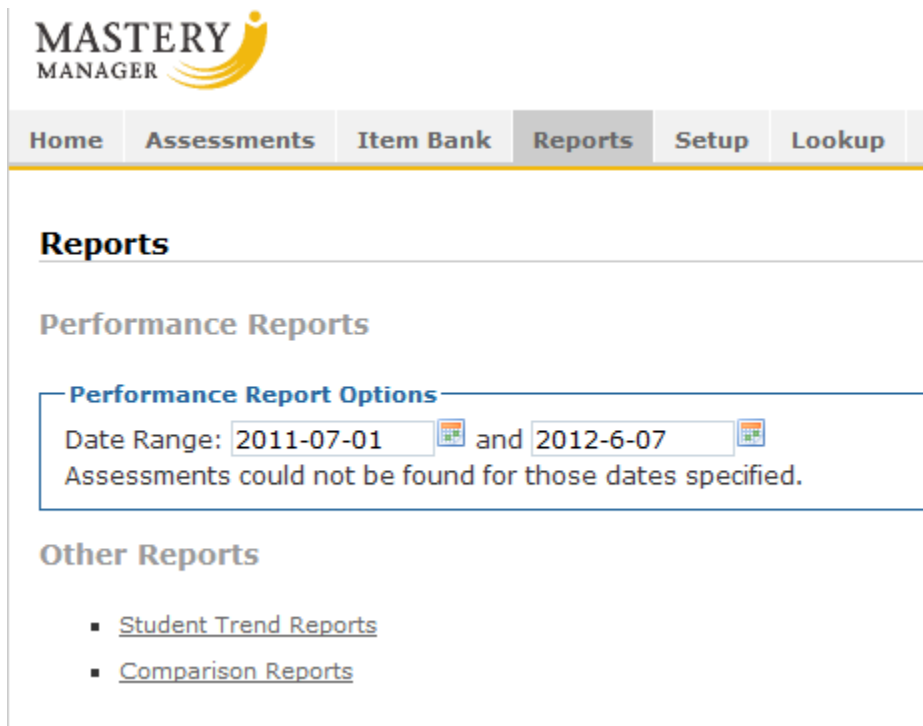 MASTERY
MANAGER
Home Assessments Item Bank Reports Setup Lookup
Reports
Performance Reports
Performance Report Options
Date Range: 2011-07-01 and 2012-6-07
Assessments could not be found for those dates specified.
Other Reports
Student Trend Reports
Comparison Reports